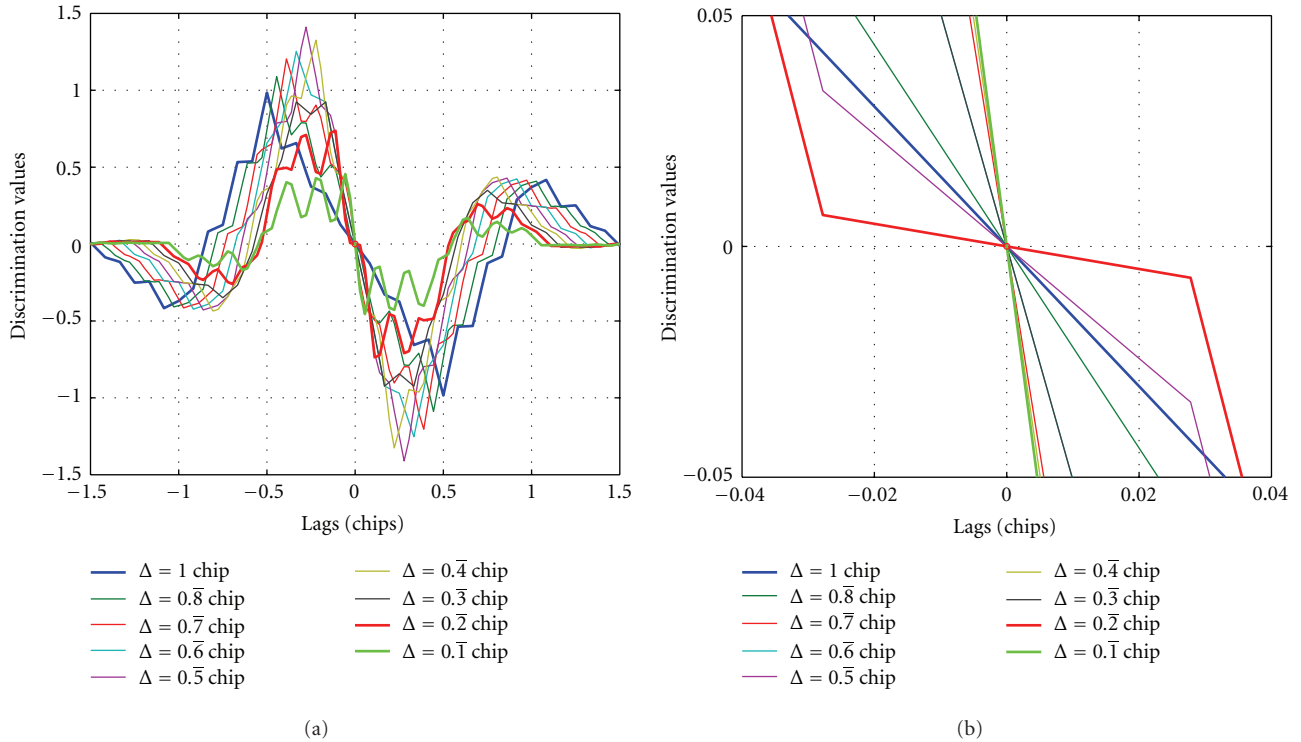 1.5
1
0.5
0
−0.5
−1
−1.5
Discrimination values
−1.5 −1 −0.5 0 0.5 1 1.5
Lags (chips)
Δ = 1 chip
Δ = 0.8̅ chip
Δ = 0.7̅ chip
Δ = 0.6̅ chip
Δ = 0.5̅ chip
Δ = 0.4̅ chip
Δ = 0.3̅ chip
Δ = 0.2̅ chip
Δ = 0.1̅ chip
(a)
0.05
0
−0.05
Discrimination values
−0.04 −0.02 0 0.02 0.04
Lags (chips)
Δ = 1 chip
Δ = 0.8̅ chip
Δ = 0.7̅ chip
Δ = 0.6̅ chip
Δ = 0.5̅ chip
Δ = 0.4̅ chip
Δ = 0.3̅ chip
Δ = 0.2̅ chip
Δ = 0.1̅ chip
(b)